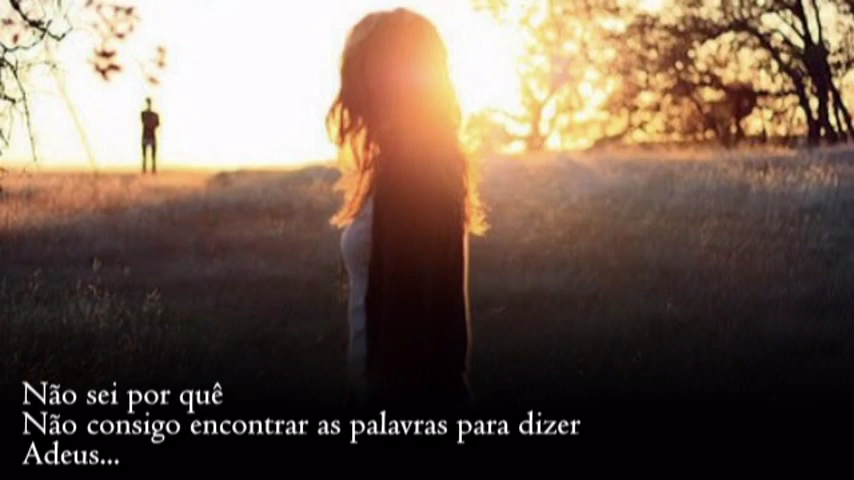 Não sei por quê
Não consigo encontrar as palavras para dizer
Adeus...